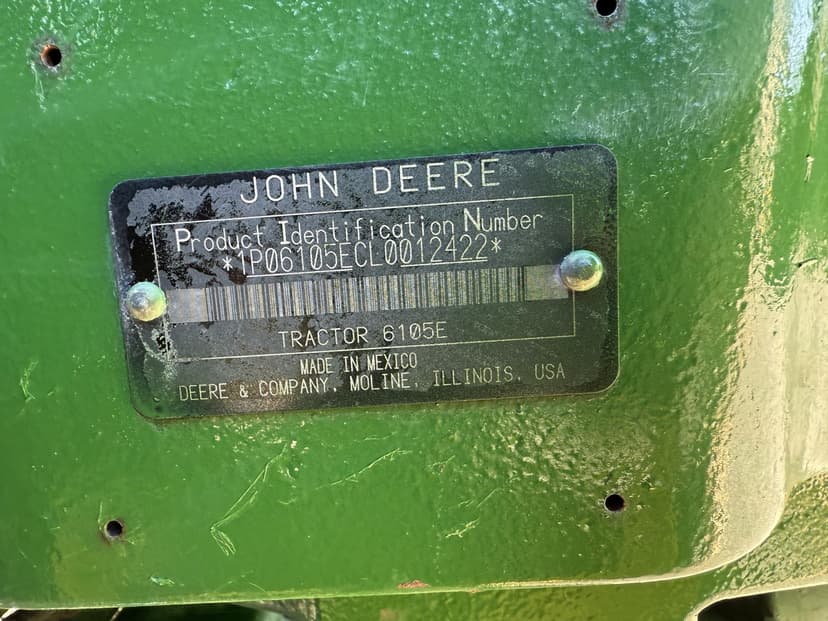 JOHN DEERE
Product Identification Number
*1P06105ECL0012422*
TRACTOR 6105E
MADE IN MEXICO
DEERE & COMPANY, MOLINE, ILLINOIS, USA